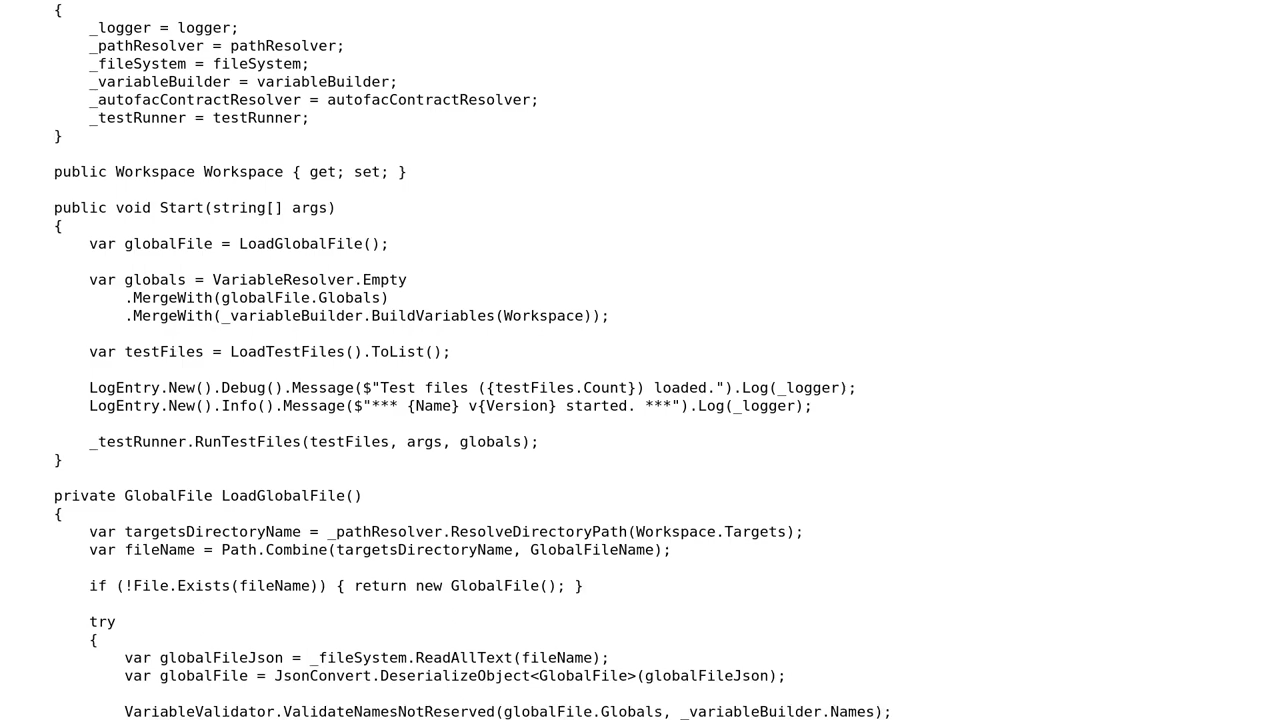 {
_logger = logger;
_pathResolver = pathResolver;
_fileSystem = fileSystem;
_variableBuilder = variableBuilder;
_autofacContractResolver = autofacContractResolver;
_testRunner = testRunner;
}
public Workspace Workspace { get; set; }
public void Start(string[] args)
{
var globalFile = LoadGlobalFile();
var globals = VariableResolver.Empty
.MergeWith(globalFile.Globals)
.MergeWith(_variableBuilder.BuildVariables(Workspace));
var testFiles = LoadTestFiles().ToList();
LogEntry.New().Debug().Message($"Test files ({testFiles.Count}) loaded.").Log(_logger);
LogEntry.New().Info().Message($"*** {Name} v{Version} started. ***").Log(_logger);
_testRunner.RunTestFiles(testFiles, args, globals);
}
private GlobalFile LoadGlobalFile()
{
var targetsDirectoryName = _pathResolver.ResolveDirectoryPath(Workspace.Targets);
var fileName = Path.Combine(targetsDirectoryName, GlobalFileName);
if (!File.Exists(fileName)) { return new GlobalFile(); }
try
{
var globalFileJson = _fileSystem.ReadAllText(fileName);
var globalFile = JsonConvert.DeserializeObject<GlobalFile>(globalFileJson);
VariableValidator.ValidateNamesNotReserved(globalFile.Globals, _variableBuilder.Names);